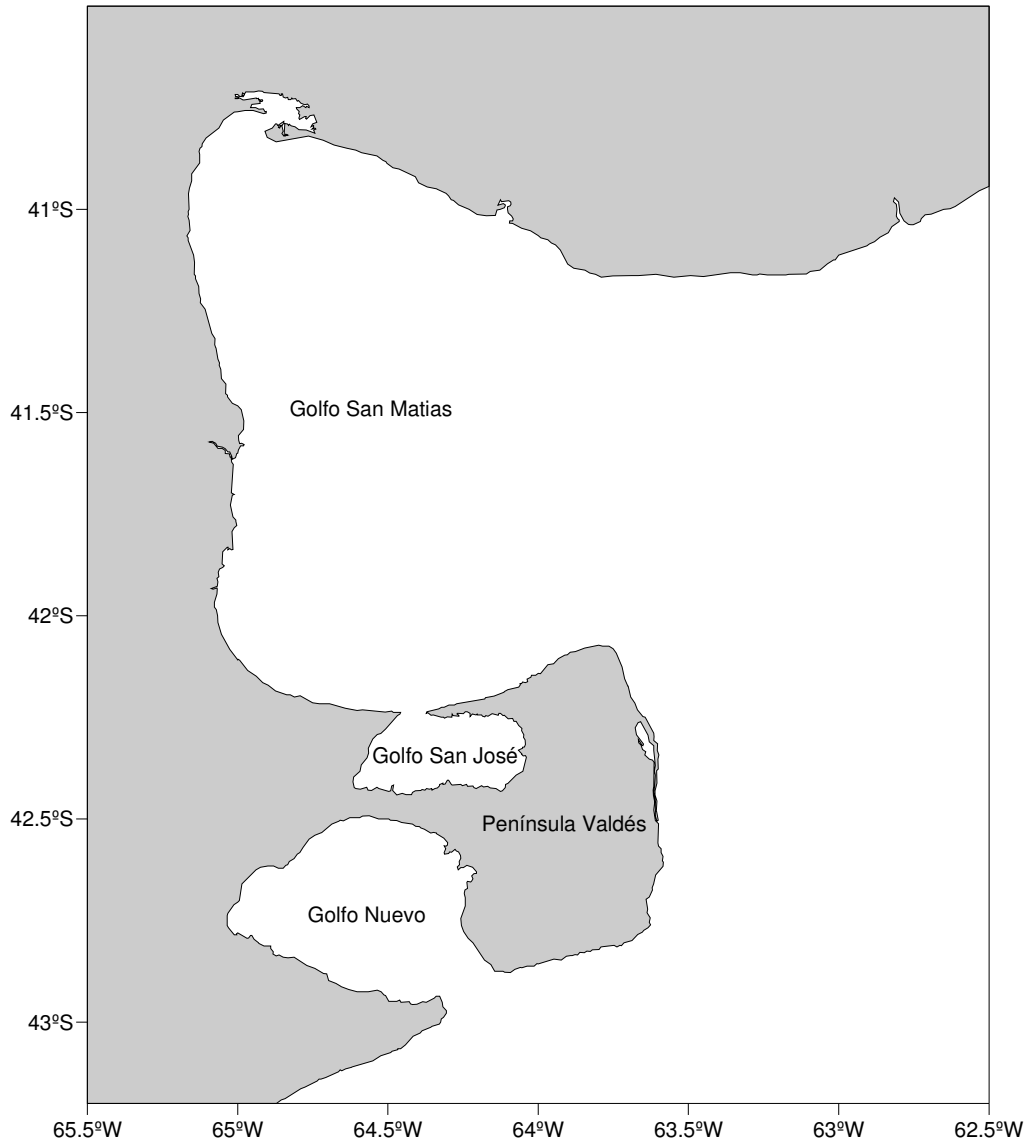 41ºS
Golfo San Matias
41.5ºS
42ºS
Golfo San José
42.5ºS
Península Valdés
Golfo Nuevo
43ºS
65.5ºW 65ºW 64.5ºW 64ºW 63.5ºW 63ºW 62.5ºW